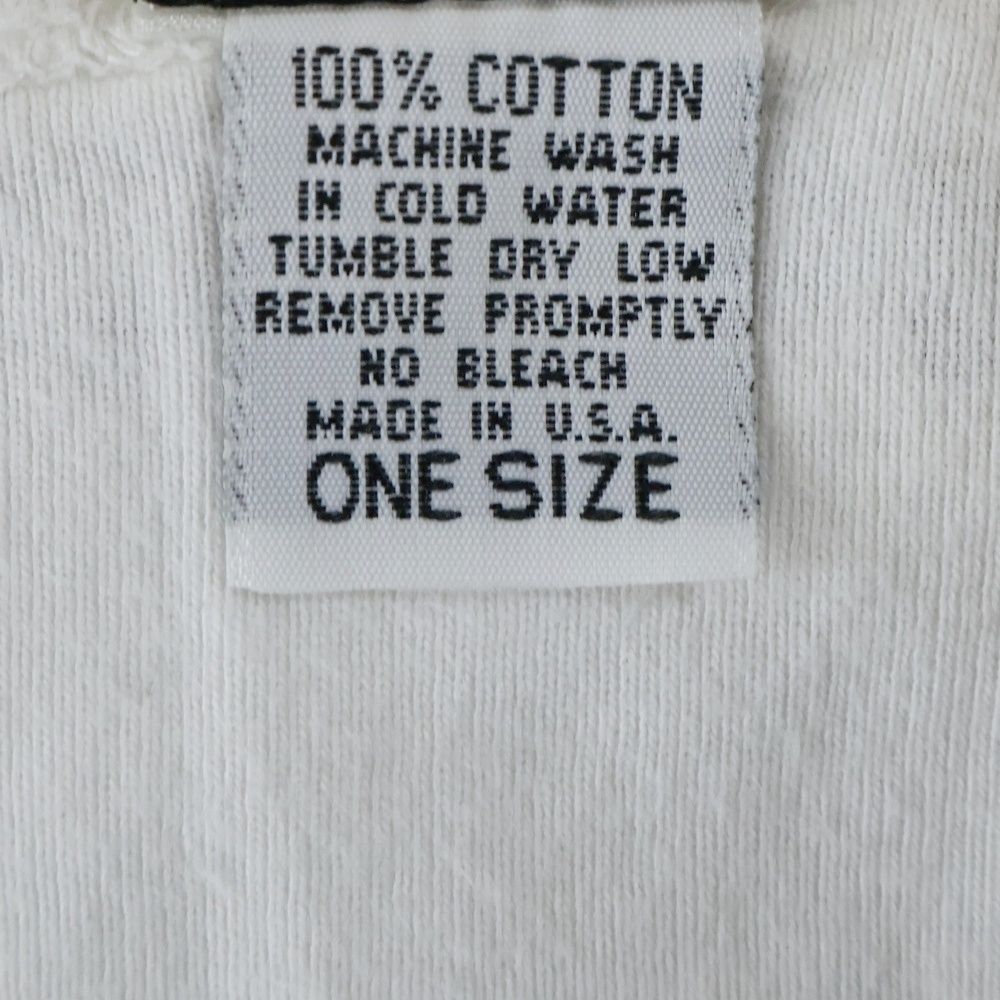 100% COTTON
MACHINE WASH
IN COLD WATER
TUMBLE DRY LOW
REMOVE PROMPTLY
NO BLEACH
MADE IN U.S.A.
ONE SIZE